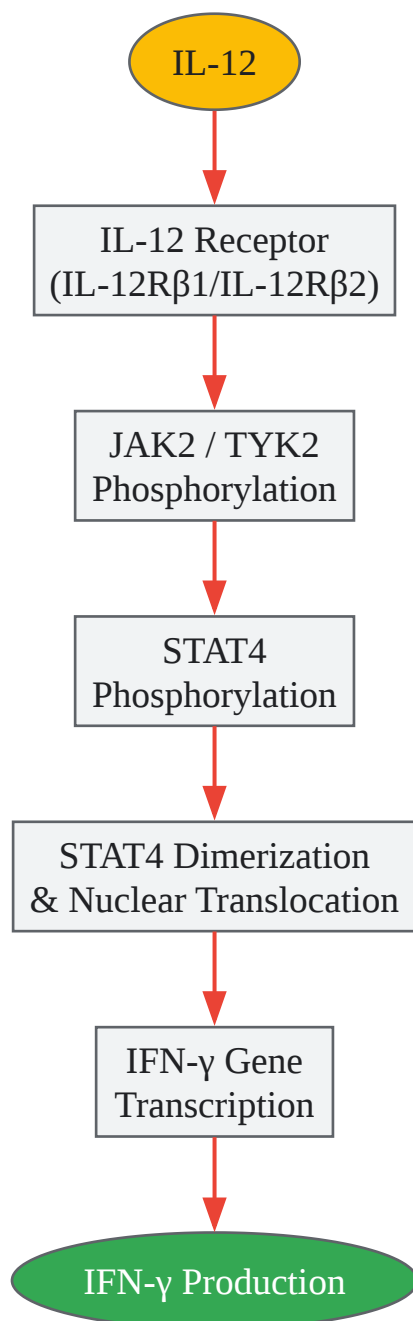 IL-12
IL-12 Receptor
(IL-12Rβ1/IL-12Rβ2)
JAK2 / TYK2
Phosphorylation
STAT4
Phosphorylation
STAT4 Dimerization
& Nuclear Translocation
IFN-γ Gene
Transcription
IFN-γ Production